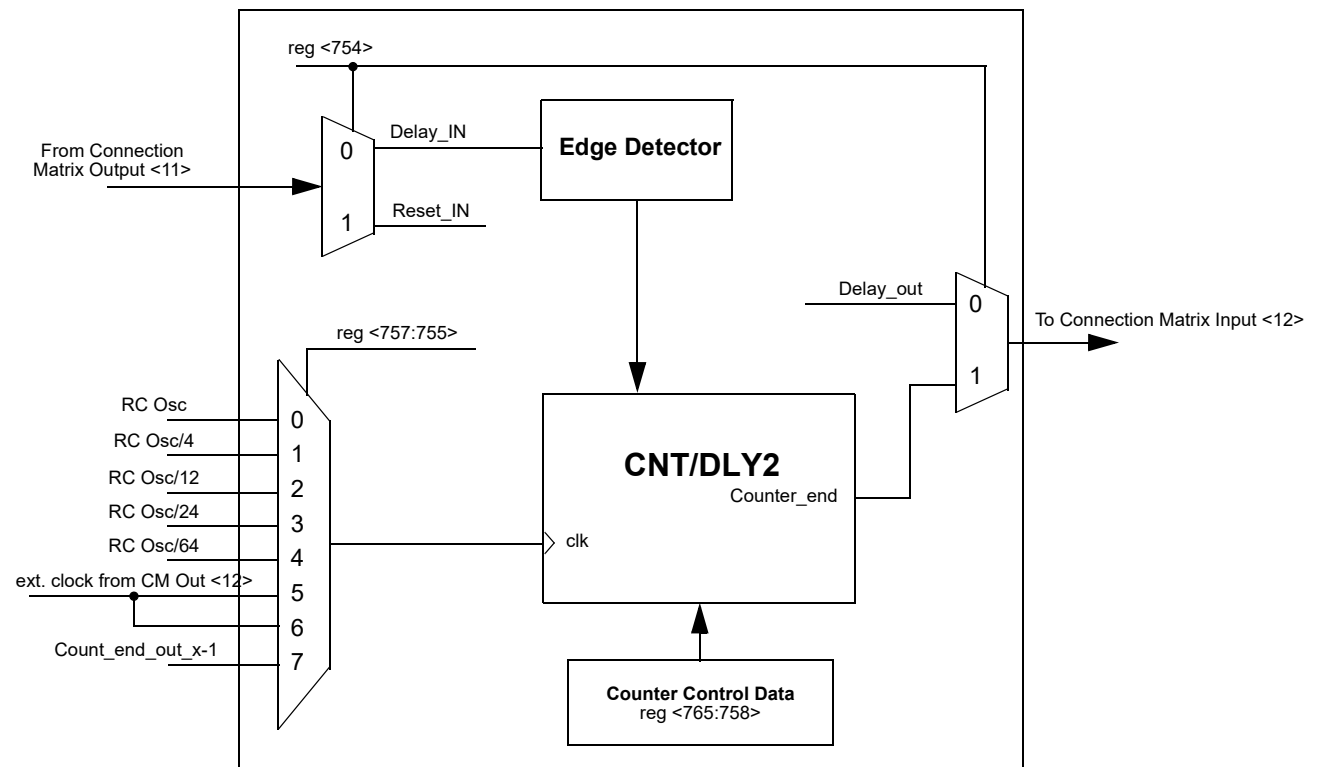 reg <754>
From Connection
Matrix Output <11>
0
1
Delay_IN
Reset_IN
Edge Detector
Delay_out
0
1
To Connection Matrix Input <12>
reg <757:755>
RC Osc
0
RC Osc/4
1
RC Osc/12
2
RC Osc/24
3
RC Osc/64
4
ext. clock from CM Out <12>
5
6
Count_end_out_x-1
7
CNT/DLY2
Counter_end
clk
Counter Control Data
reg <765:758>